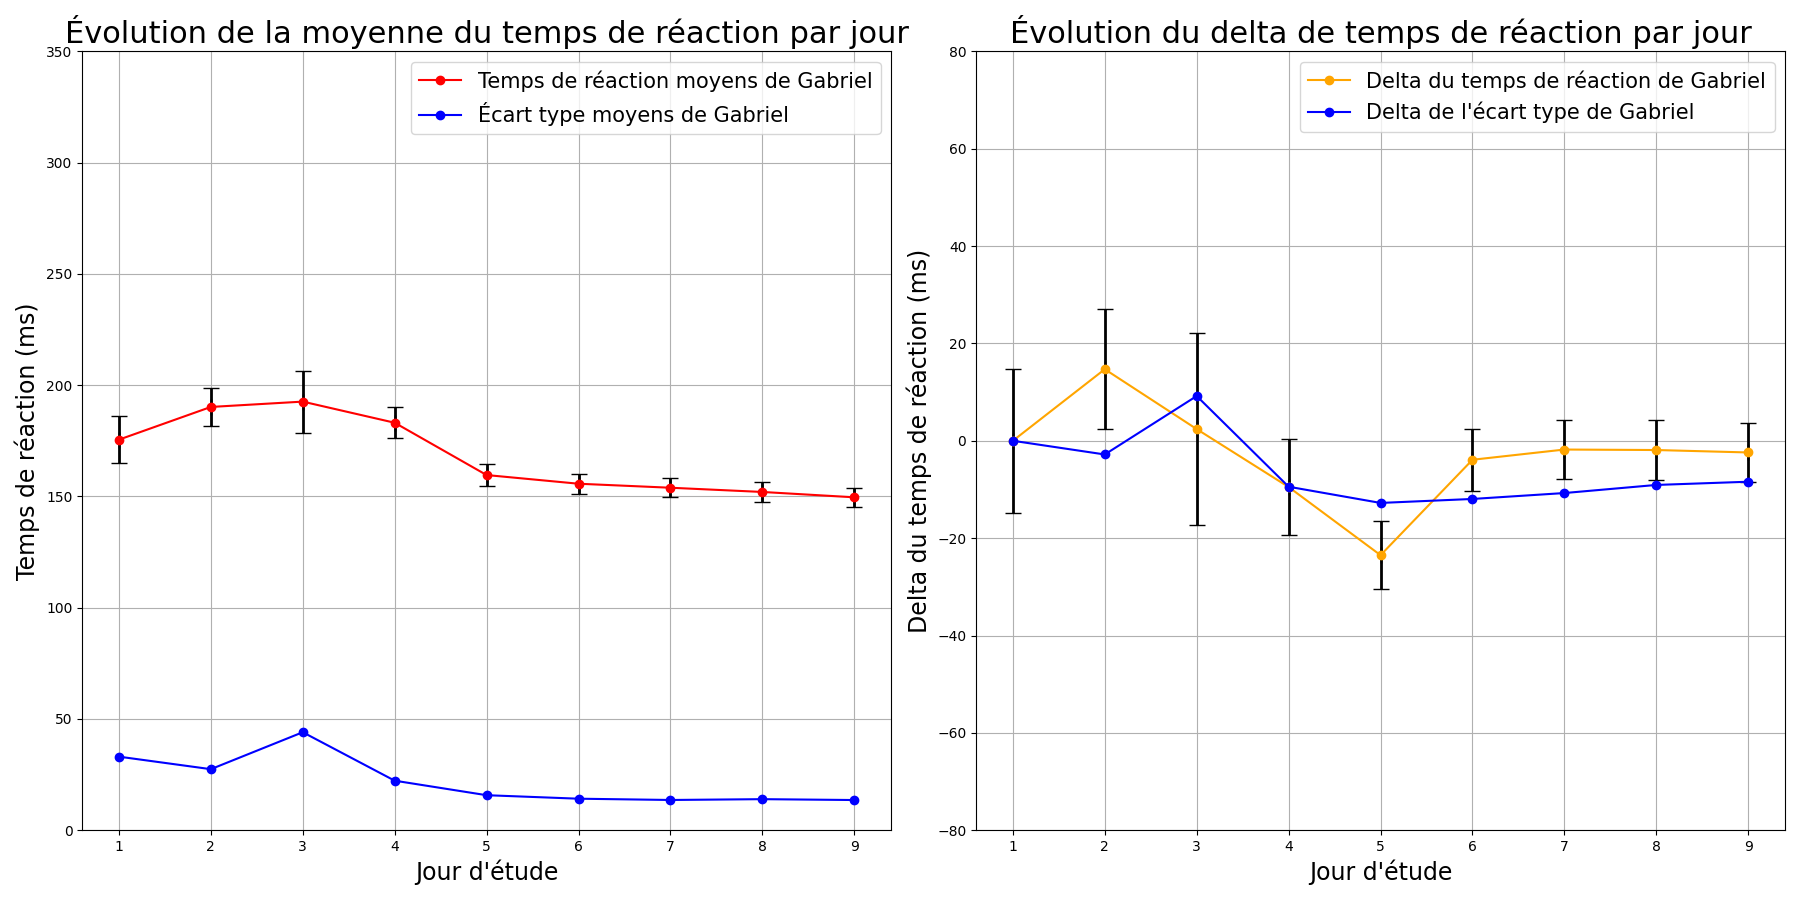 Évolution de la moyenne du temps de réaction par jour
Temps de réaction moyens de Gabriel
Écart type moyens de Gabriel
Temps de réaction (ms)
350
300
250
200
150
100
50
0
1 2 3 4 5 6 7 8 9
Jour d'étude
Évolution du delta de temps de réaction par jour
Delta du temps de réaction de Gabriel
Delta de l'écart type de Gabriel
Delta du temps de réaction (ms)
80
60
40
20
0
−20
−40
−60
−80
1 2 3 4 5 6 7 8 9
Jour d'étude